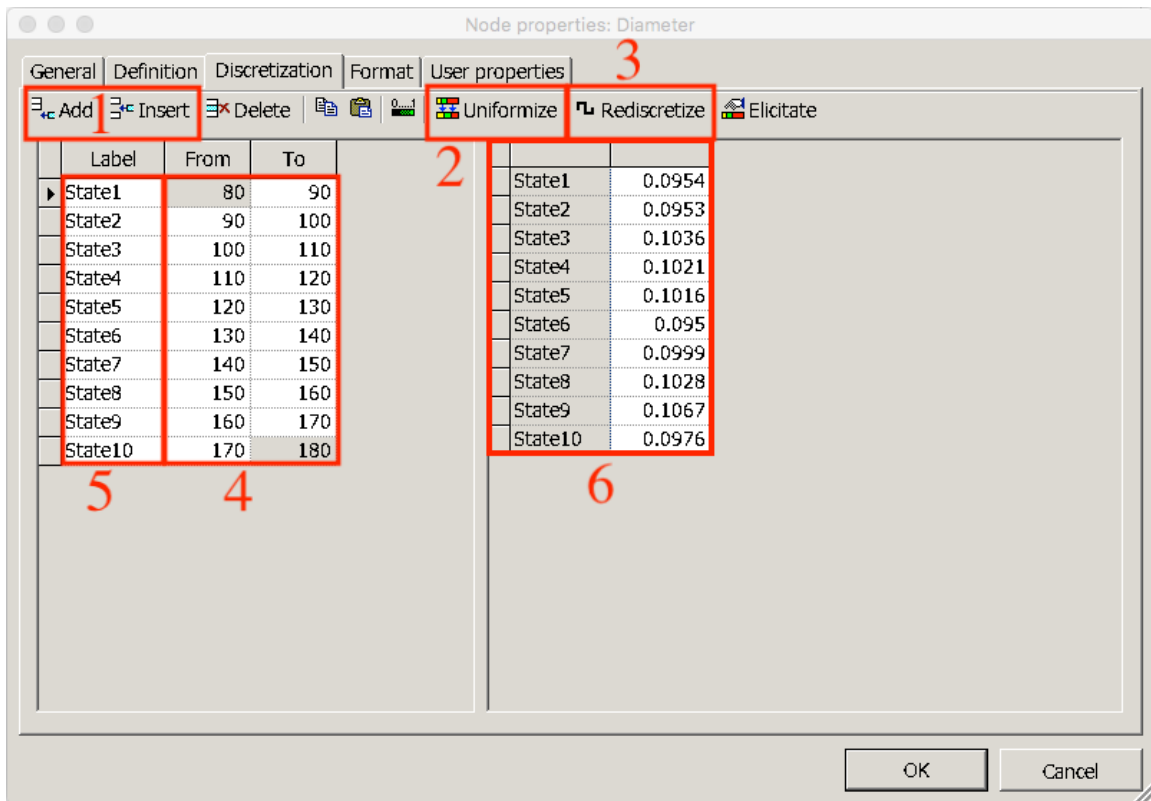 Node properties: Diameter
3
General Definition Discretization Format User properties
Add 1 Insert Delete Uniformize Rediscretize Elicitate
2
Label From To
State1 80 90
State2 90 100
State3 100 110
State4 110 120
State5 120 130
State6 130 140
State7 140 150
State8 150 160
State9 160 170
State10 170 180
5 4
State1 0.0954
State2 0.0953
State3 0.1036
State4 0.1021
State5 0.1016
State6 0.095
State7 0.0999
State8 0.1028
State9 0.1067
State10 0.0976
6
OK Cancel